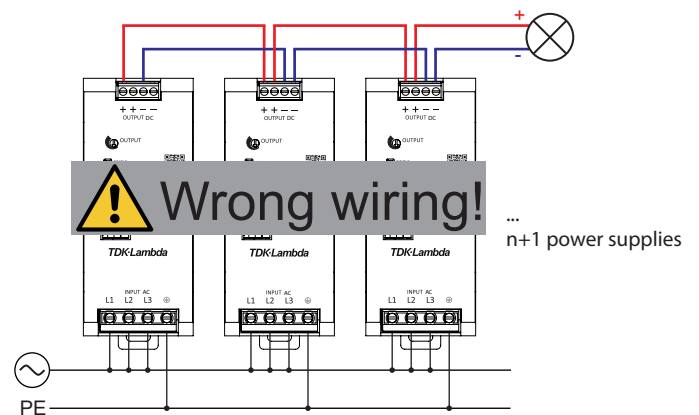 +
-
+ + − −
OUTPUT DC
OUTPUT
+ + − −
OUTPUT DC
OUTPUT
+ + − −
OUTPUT DC
OUTPUT
Wrong wiring!
...
n+1 power supplies
TDK·Lambda
TDK·Lambda
TDK·Lambda
INPUT AC
L1 L2 L3
INPUT AC
L1 L2 L3
INPUT AC
L1 L2 L3
PE